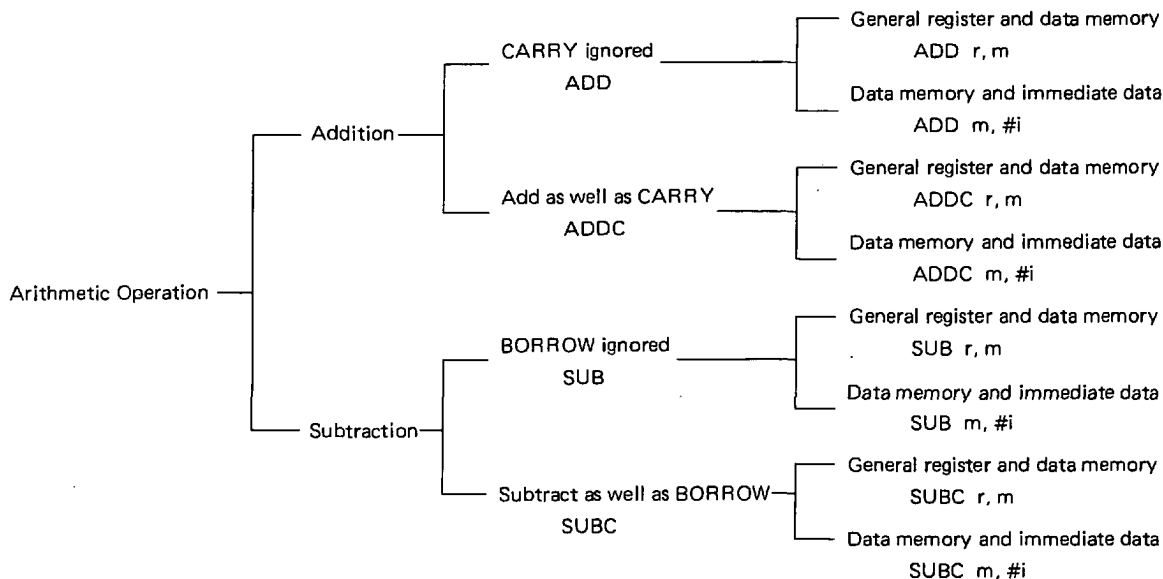 General register and data memory
CARRY ignored
ADD r, m
ADD
Data memory and immediate data
Addition
ADD m, #i
General register and data memory
Add as well as CARRY
ADDC r, m
ADDC
Data memory and immediate data
ADDC m, #i
Arithmetic Operation
General register and data memory
BORROW ignored
SUB r, m
SUB
Data memory and immediate data
SUB m, #i
Subtraction
General register and data memory
Subtract as well as BORROW
SUBC r, m
SUBC
Data memory and immediate data
SUBC m, #i